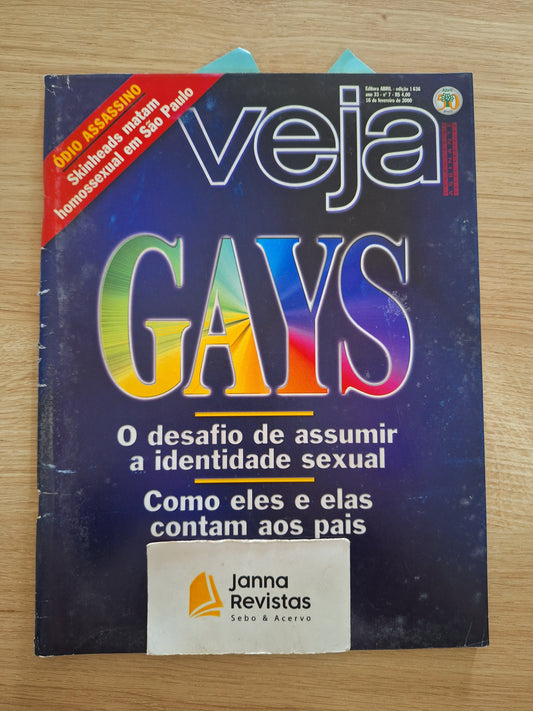 ÓDIO ASSASSINO
Skinheads matam
homossexual em São Paulo
Editora ABRIL - edição 1 636
ano 33 - nº 7 - R$ 4,00
16 de fevereiro de 2000
Abril
veja
ASSINANTE
GAYS
O desafio de assumir
a identidade sexual
Como eles e elas
contam aos pais
Janna
Revistas
Sebo & Acervo